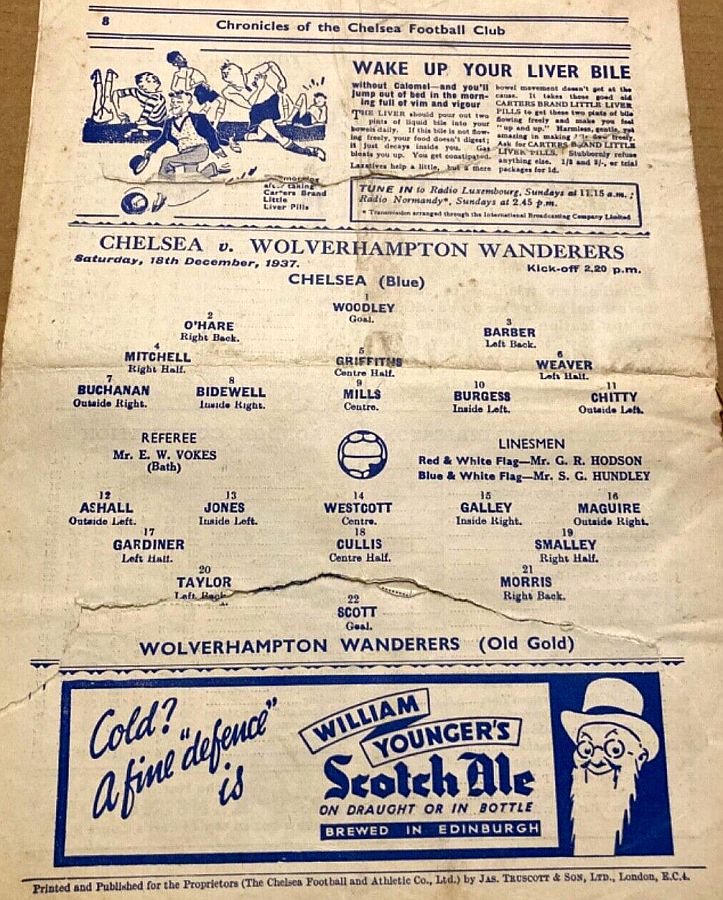 8
Chronicles of the Chelsea Football Club
WAKE UP YOUR LIVER BILE
without Calomel—and you'll
jump out of bed in the morn-
ing full of vim and vigour
THE LIVER should pour out two
pints of liquid bile into your
bowels daily. If this bile is not flow-
ing freely, your food doesn't digest;
it just decays inside you. Gas
bloats you up. You get constipated.
Laxatives help a little, but a mere
bowel movement doesn't get at the
cause. It takes those good old
CARTERS BRAND LITTLE LIVER
PILLS to get these two pints of bile
flowing freely and make you feel
"up and up." Harmless, gentle, yet
amazing in making bile flow freely.
Ask for CARTERS BRAND LITTLE
LIVER PILLS. Stubbornly refuse
anything else. 1/3 and 3/-, or trial
packages for 1d.
after taking
Carters Brand
Little
Liver Pills
TUNE IN to Radio Luxembourg, Sundays at 11.15 a.m.;
Radio Normandy*, Sundays at 2.45 p.m.
* Transmission arranged through the International Broadcasting Company Limited
CHELSEA v. WOLVERHAMPTON WANDERERS
Saturday, 18th December, 1937.
Kick-off 2.20 p.m.
CHELSEA (Blue)
1
WOODLEY
Goal.
2
O'HARE
Right Back.
3
BARBER
Left Back.
4
MITCHELL
Right Half.
5
GRIFFITHS
Centre Half.
6
WEAVER
Left Half.
7
BUCHANAN
Outside Right.
8
BIDEWELL
Inside Right.
9
MILLS
Centre.
10
BURGESS
Inside Left.
11
CHITTY
Outside Left.
REFEREE
Mr. E. W. VOKES
(Bath)
LINESMEN
Red & White Flag—Mr. G. R. HODSON
Blue & White Flag—Mr. S. G. HUNDLEY
12
ASHALL
Outside Left.
13
JONES
Inside Left.
14
WESTCOTT
Centre.
15
GALLEY
Inside Right.
16
MAGUIRE
Outside Right.
17
GARDINER
Left Half.
18
CULLIS
Centre Half.
19
SMALLEY
Right Half.
20
TAYLOR
Left Back.
21
MORRIS
Right Back.
22
SCOTT
Goal.
WOLVERHAMPTON WANDERERS (Old Gold)
Cold?
A fine "defence"
is
WILLIAM
YOUNGER'S
Scotch Ale
ON DRAUGHT OR IN BOTTLE
BREWED IN EDINBURGH
Printed and Published for the Proprietors (The Chelsea Football and Athletic Co., Ltd.) by JAS. TRUSCOTT & SON, LTD., London, E.C.4.